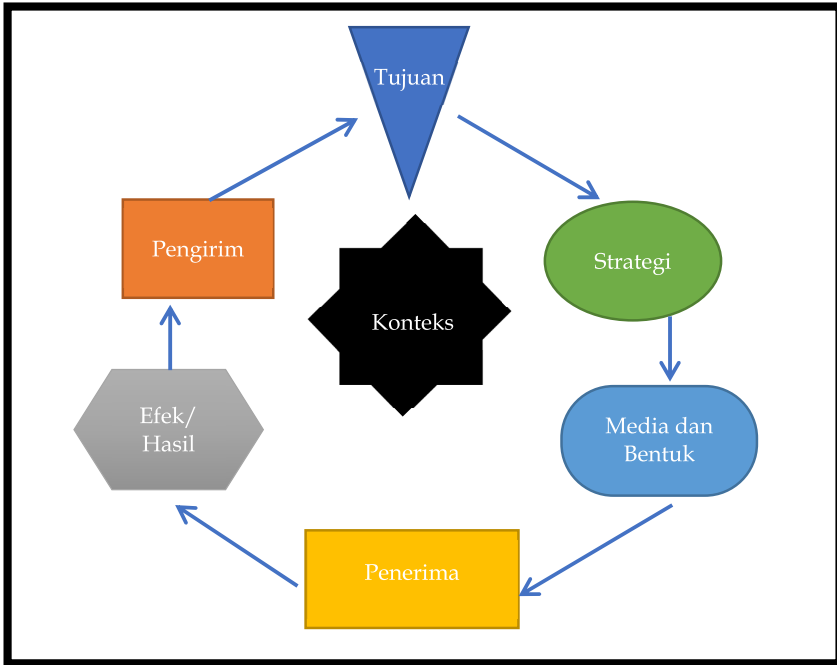 Tujuan
Pengirim
Strategi
Konteks
Efek/
Hasil
Media dan
Bentuk
Penerima